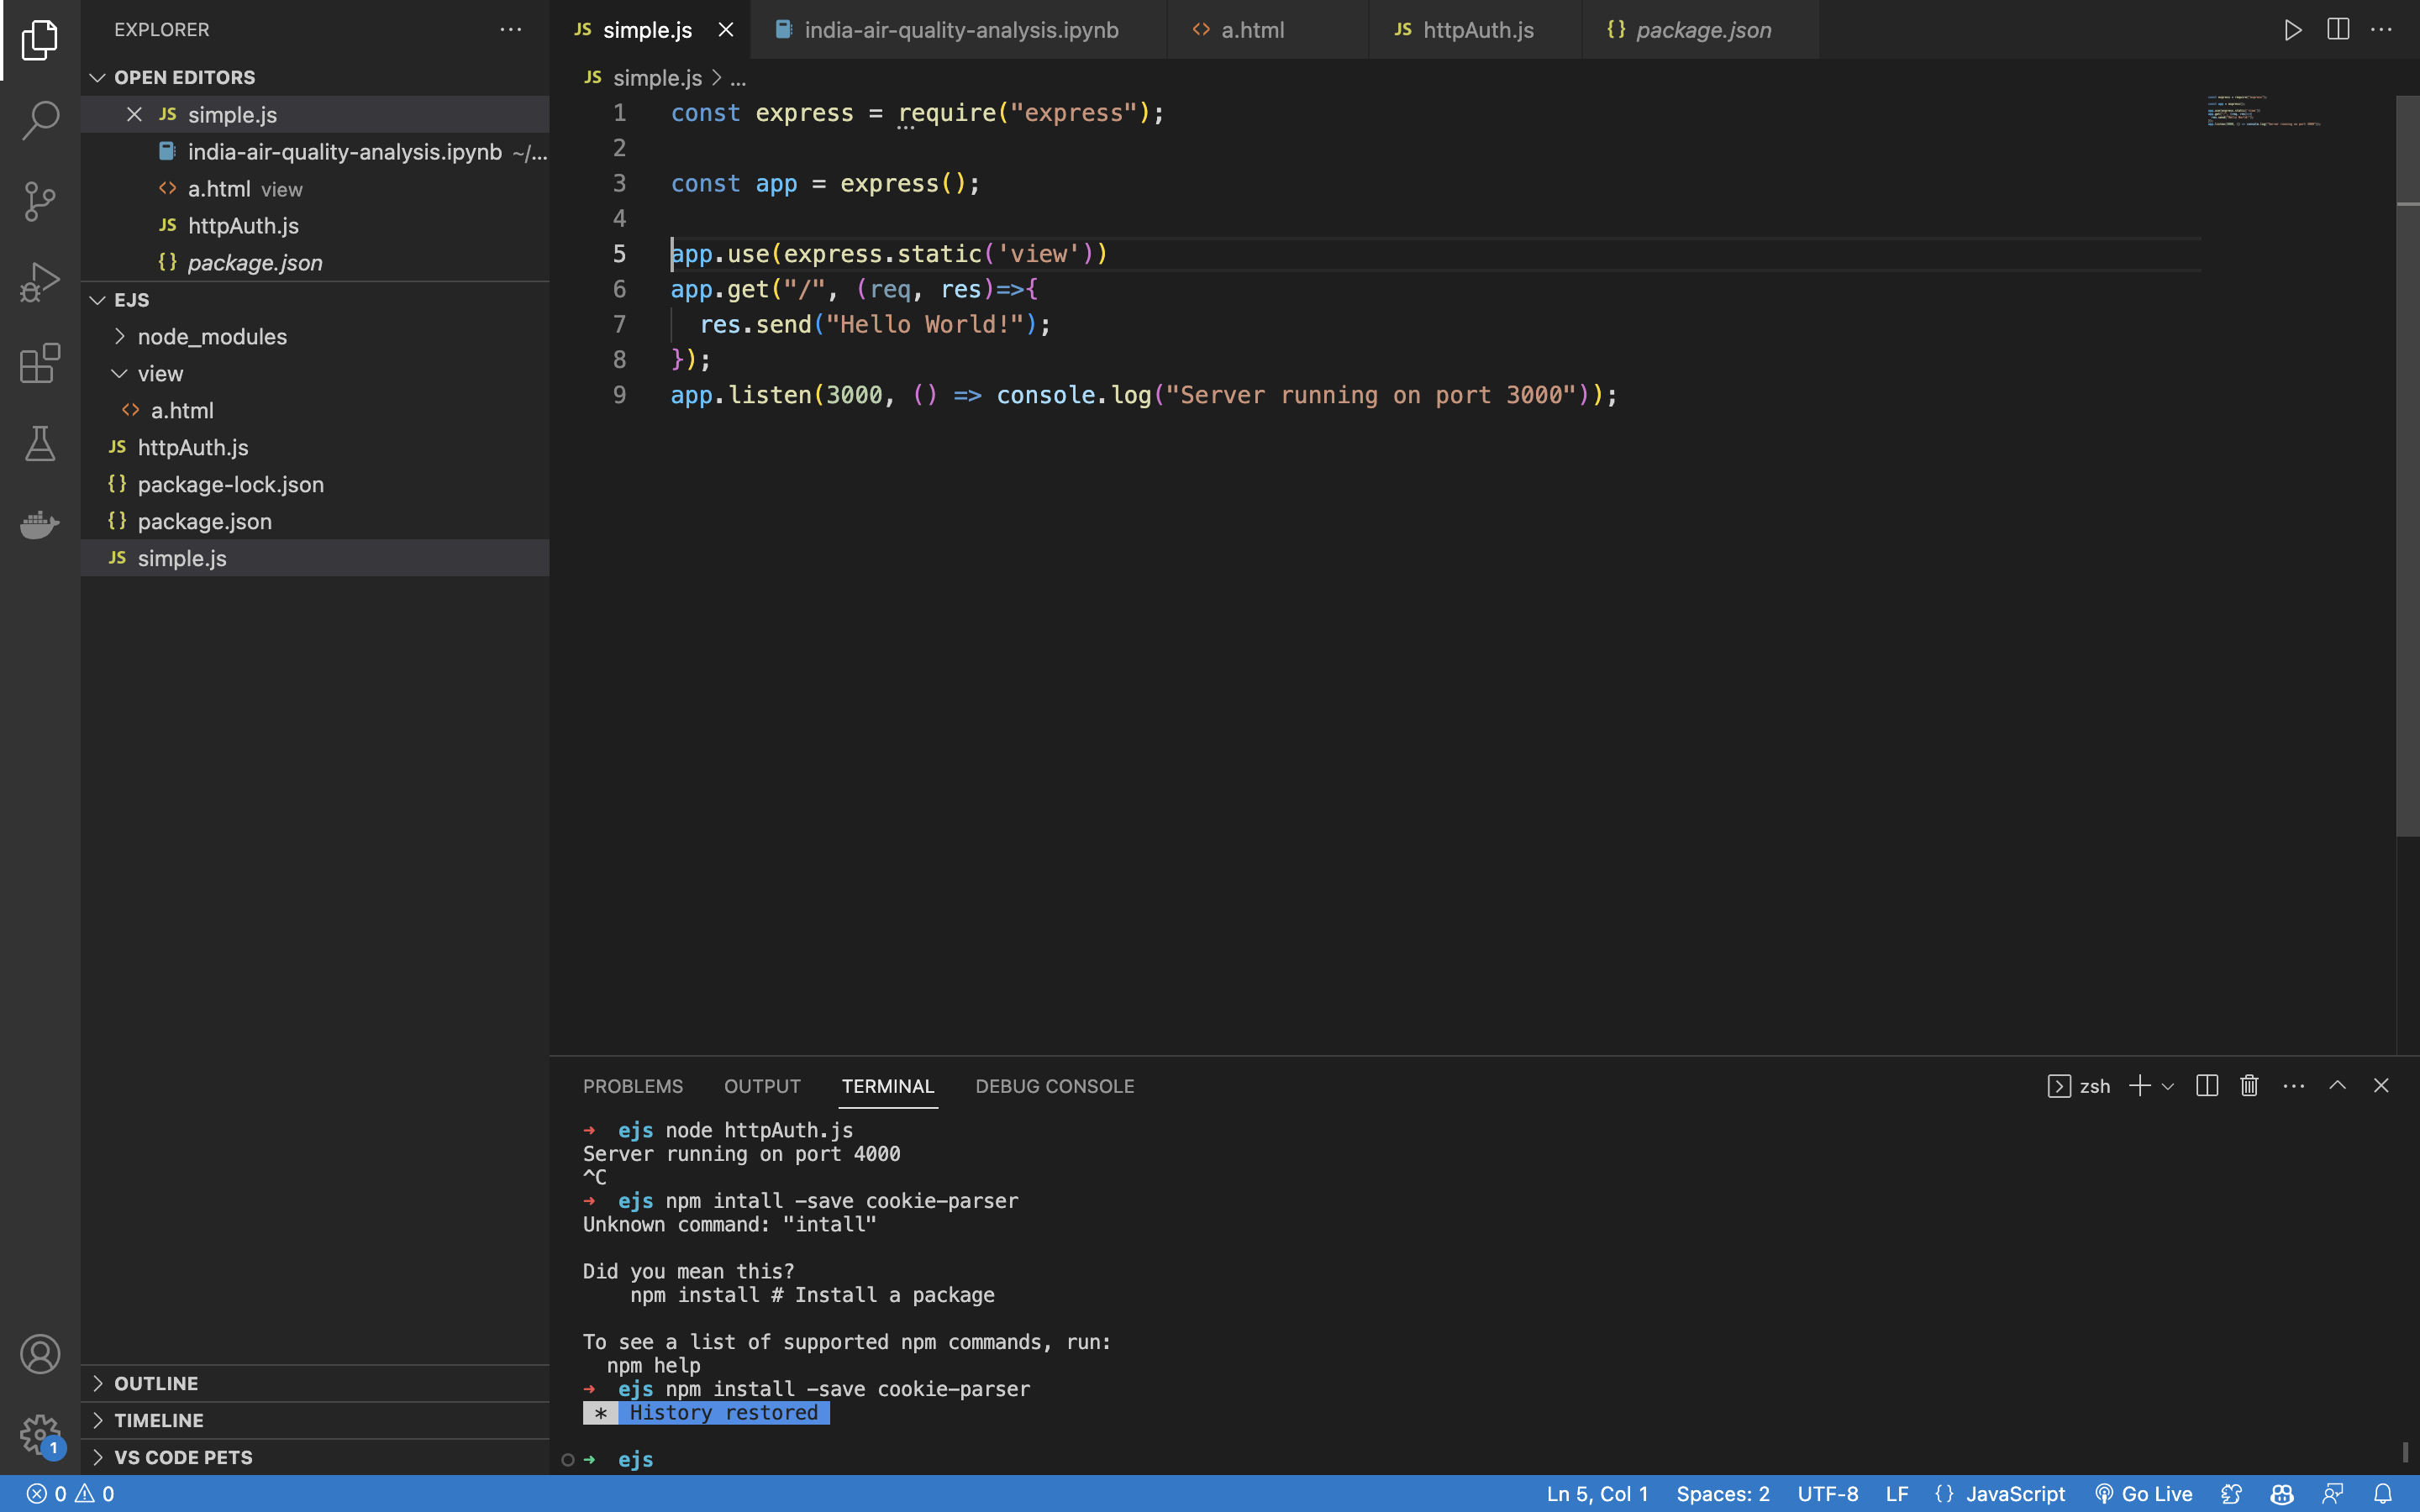 EXPLORER
OPEN EDITORS
JS simple.js
india-air-quality-analysis.ipynb ~/...
a.html view
JS httpAuth.js
{} package.json
EJS
node_modules
view
a.html
JS httpAuth.js
{} package-lock.json
{} package.json
JS simple.js
OUTLINE
TIMELINE
VS CODE PETS
1
JS simple.js
india-air-quality-analysis.ipynb
a.html
JS httpAuth.js
{} package.json
JS simple.js > ...
1 const express = require("express");
2
3 const app = express();
4
5 app.use(express.static('view'))
6 app.get("/", (req, res)=>{
7 res.send("Hello World!");
8 });
9 app.listen(3000, () => console.log("Server running on port 3000"));
PROBLEMS OUTPUT TERMINAL DEBUG CONSOLE
zsh
→ ejs node httpAuth.js
Server running on port 4000
^C
→ ejs npm intall -save cookie-parser
Unknown command: "intall"
Did you mean this?
npm install # Install a package
To see a list of supported npm commands, run:
npm help
→ ejs npm install -save cookie-parser
* History restored
→ ejs
0 0
Ln 5, Col 1 Spaces: 2 UTF-8 LF {} JavaScript Go Live